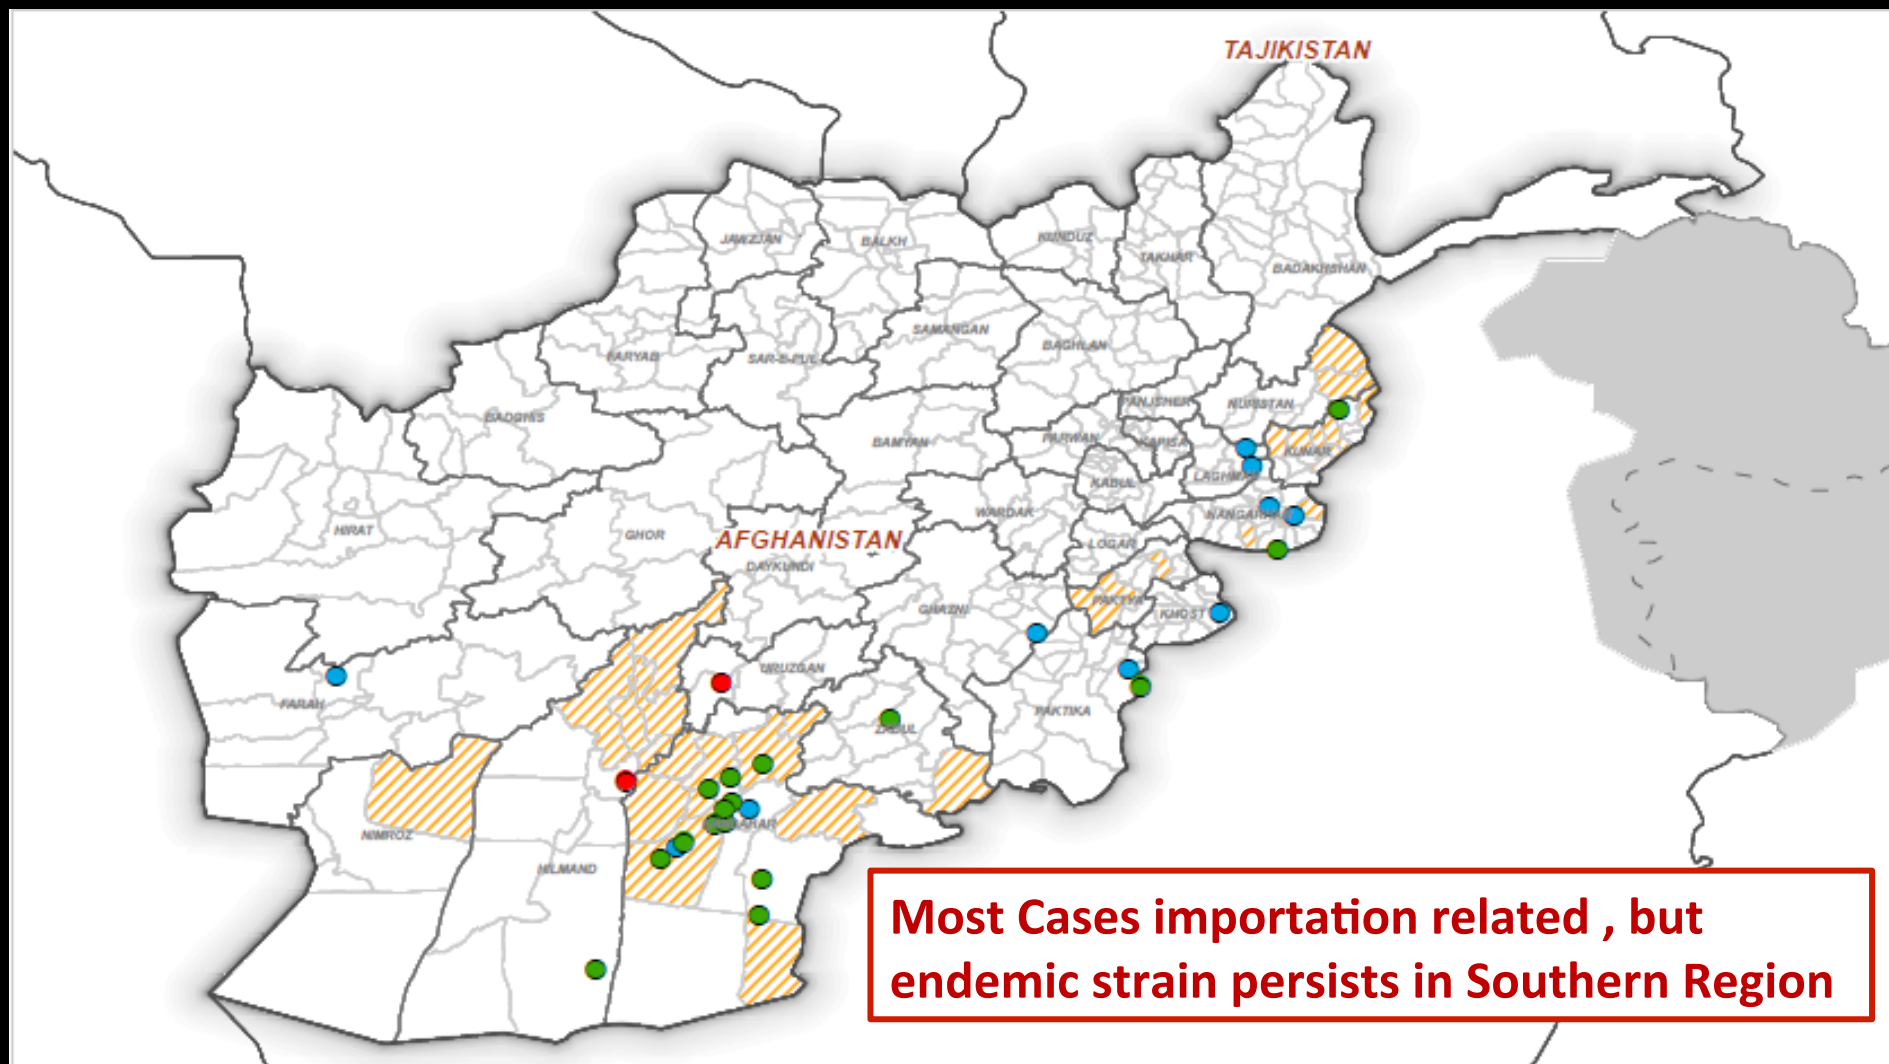 TAJIKISTAN
JAWZJAN
BALKH
KUNDUZ
TAKHAR
BADAKHSHAN
FARYAB
SAR-E-PUL
SAMANGAN
BAGHLAN
BADGHIS
BAMYAN
PARWAN
PANJSHER
KAPISA
NURISTAN
KUNAR
LAGHMAN
KABUL
HIRAT
GHOR
AFGHANISTAN
DAYKUNDI
WARDAK
LOGAR
NANGARHAR
GHAZNI
PAKTYA
KHOST
FARAH
URUZGAN
ZABUL
PAKTIKA
NIMROZ
HILMAND
AHAR
Most Cases importation related , but
endemic strain persists in Southern Region